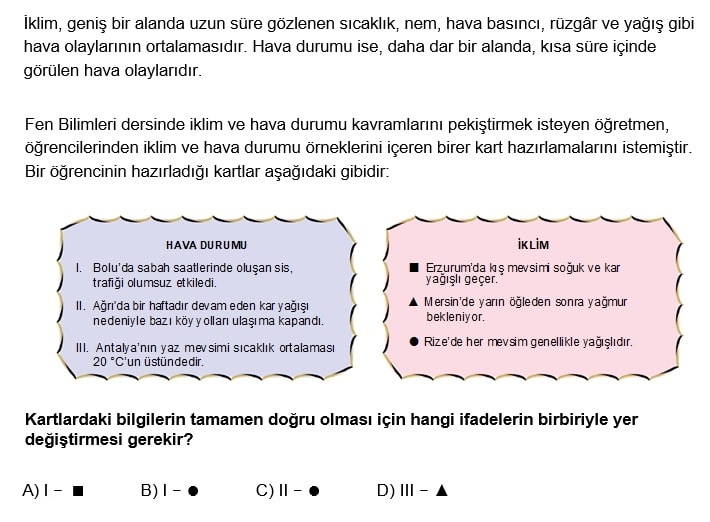 İklim, geniş bir alanda uzun süre gözlenen sıcaklık, nem, hava basıncı, rüzgâr ve yağış gibi
hava olaylarının ortalamasıdır. Hava durumu ise, daha dar bir alanda, kısa süre içinde
görülen hava olaylarıdır.
Fen Bilimleri dersinde iklim ve hava durumu kavramlarını pekiştirmek isteyen öğretmen,
öğrencilerinden iklim ve hava durumu örneklerini içeren birer kart hazırlamalarını istemiştir.
Bir öğrencinin hazırladığı kartlar aşağıdaki gibidir:
HAVA DURUMU
I. Bolu'da sabah saatlerinde oluşan sis,
trafiği olumsuz etkiledi.
II. Ağrı'da bir haftadır devam eden kar yağışı
nedeniyle bazı köy yolları ulaşıma kapandı.
III. Antalya'nın yaz mevsimi sıcaklık ortalaması
20 °C'un üstündedir.
İKLİM
■ Erzurum'da kış mevsimi soğuk ve kar
yağışlı geçer.
▲ Mersin'de yarın öğleden sonra yağmur
bekleniyor.
● Rize'de her mevsim genellikle yağışlıdır.
Kartlardaki bilgilerin tamamen doğru olması için hangi ifadelerin birbiriyle yer
değiştirmesi gerekir?
A) I – ■ B) I – ● C) II – ● D) III – ▲